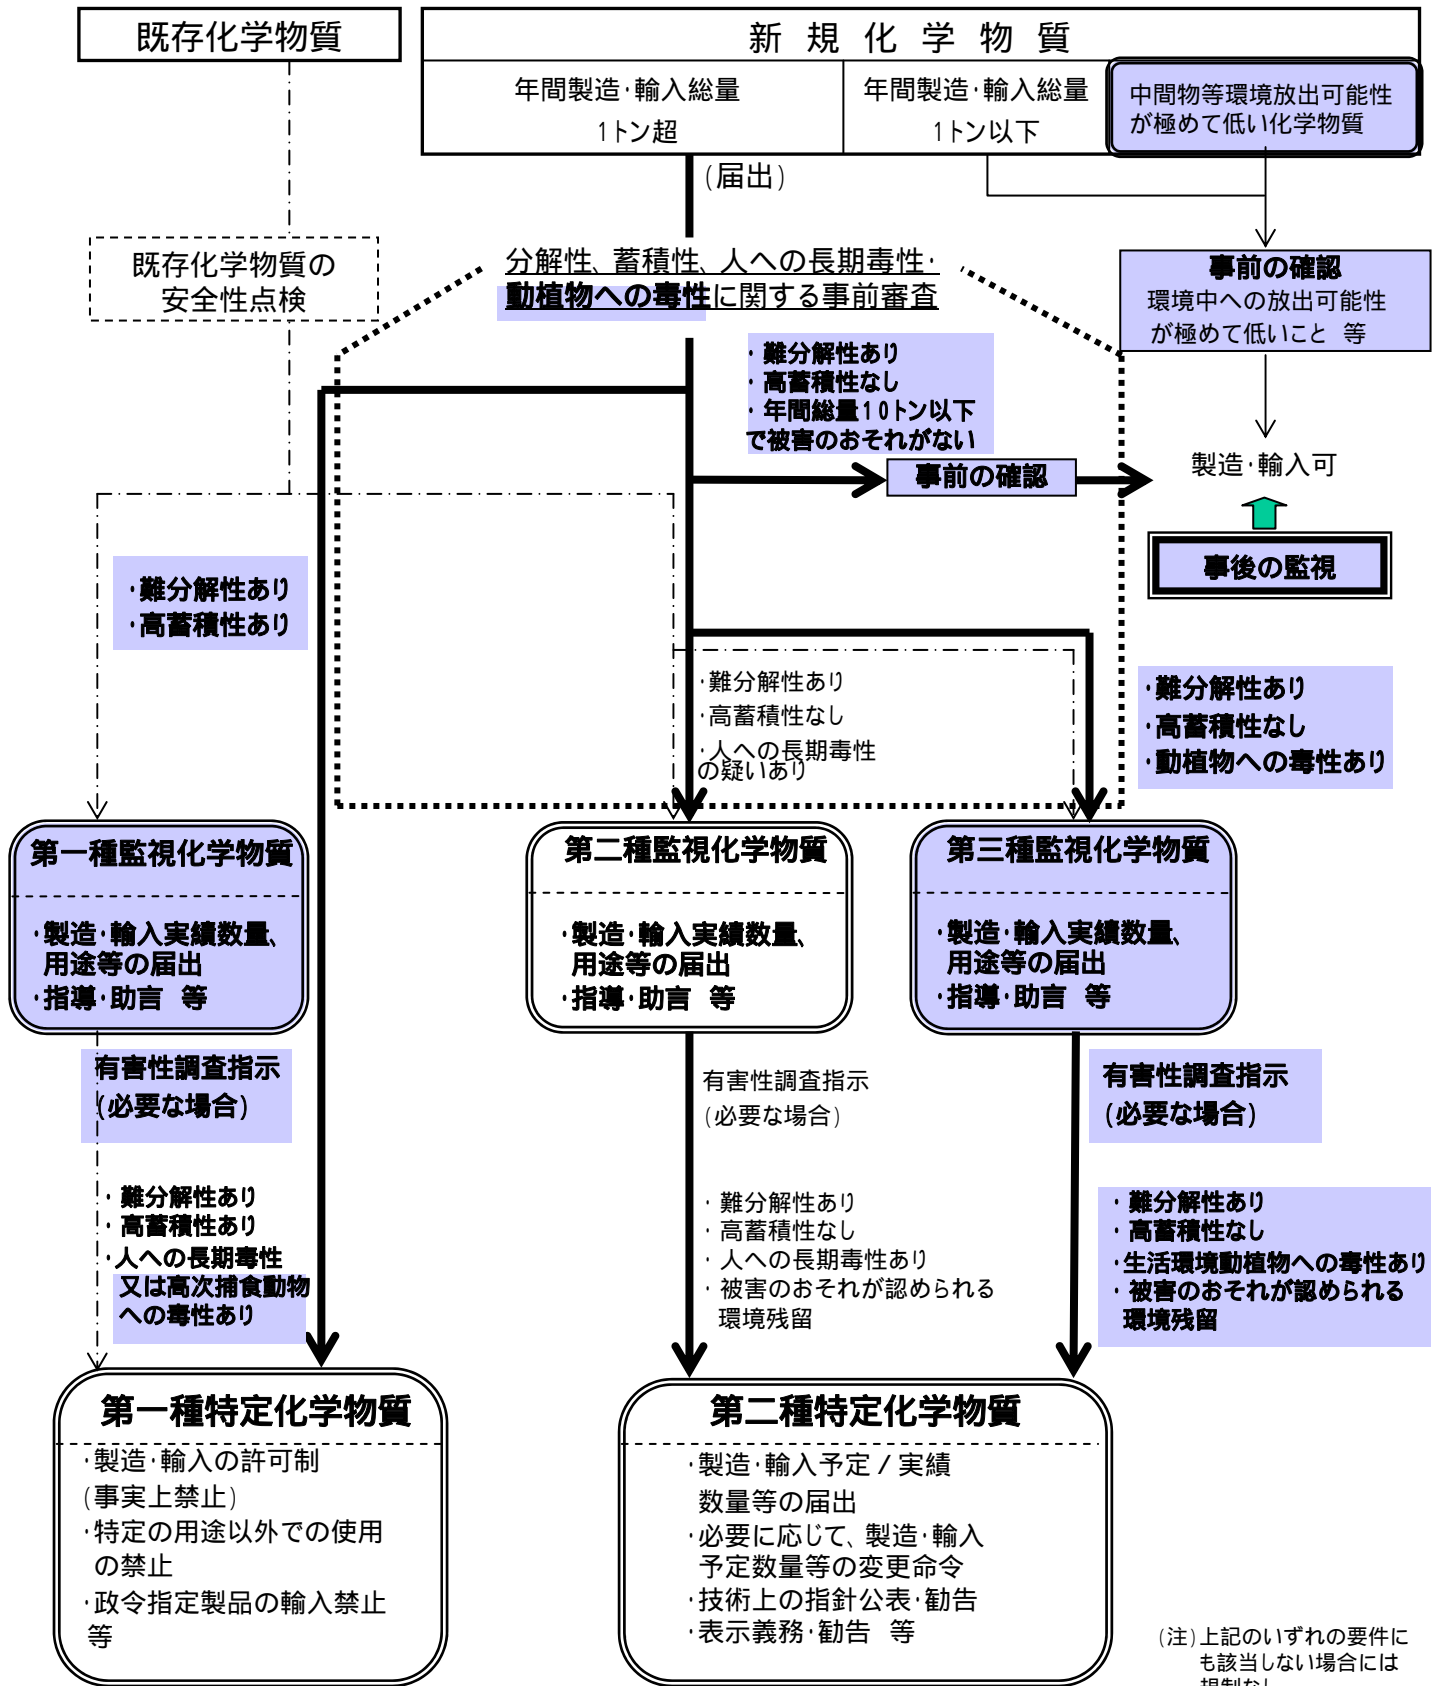 既存化学物質
新規化学物質
年間製造・輸入総量
1トン超
年間製造・輸入総量
1トン以下
中間物等環境放出可能性
が極めて低い化学物質
(届出)
既存化学物質の
安全性点検
分解性、蓄積性、人への長期毒性・
動植物への毒性に関する事前審査
事前の確認
環境中への放出可能性
が極めて低いこと 等
・難分解性あり
・高蓄積性なし
・年間総量10トン以下
で被害のおそれがない
事前の確認
製造・輸入可
事後の監視
・難分解性あり
・高蓄積性あり
・難分解性あり
・高蓄積性なし
・人への長期毒性
の疑いあり
・難分解性あり
・高蓄積性なし
・動植物への毒性あり
第一種監視化学物質
・製造・輸入実績数量、
用途等の届出
・指導・助言 等
第二種監視化学物質
・製造・輸入実績数量、
用途等の届出
・指導・助言 等
第三種監視化学物質
・製造・輸入実績数量、
用途等の届出
・指導・助言 等
有害性調査指示
(必要な場合)
有害性調査指示
(必要な場合)
有害性調査指示
(必要な場合)
・難分解性あり
・高蓄積性あり
・人への長期毒性
又は高次捕食動物
への毒性あり
・難分解性あり
・高蓄積性なし
・人への長期毒性あり
・被害のおそれが認められる
環境残留
・難分解性あり
・高蓄積性なし
・生活環境動植物への毒性あり
・被害のおそれが認められる
環境残留
第一種特定化学物質
・製造・輸入の許可制
(事実上禁止)
・特定の用途以外での使用
の禁止
・政令指定製品の輸入禁止
等
第二種特定化学物質
・製造・輸入予定/実績
数量等の届出
・必要に応じて、製造・輸入
予定数量等の変更命令
・技術上の指針公表・勧告
・表示義務・勧告 等
(注)上記のいずれの要件に
も該当しない場合には
規制なし